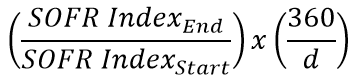 (SOFR Index_End / SOFR Index_Start) x (360 / d)